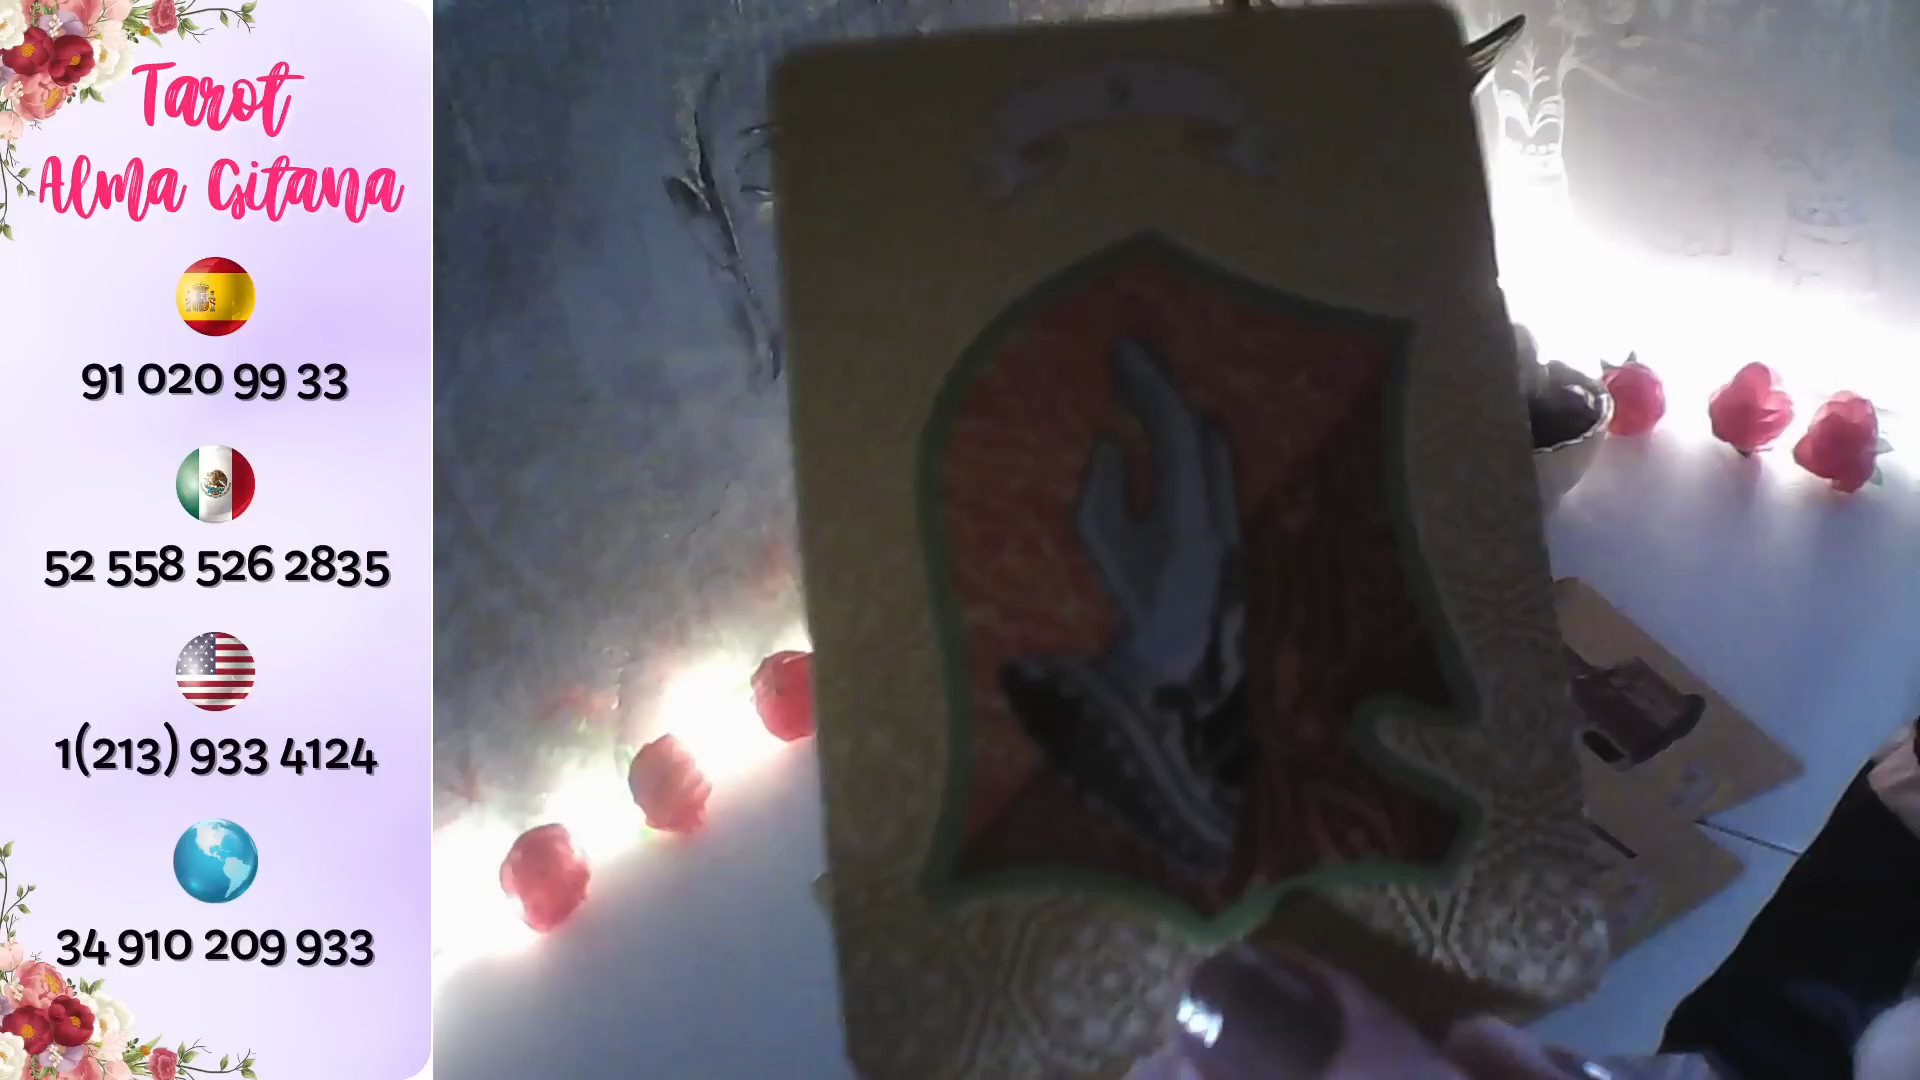 Tarot
Alma Gitana
91 020 99 33
52 558 526 2835
1(213) 933 4124
34 910 209 933